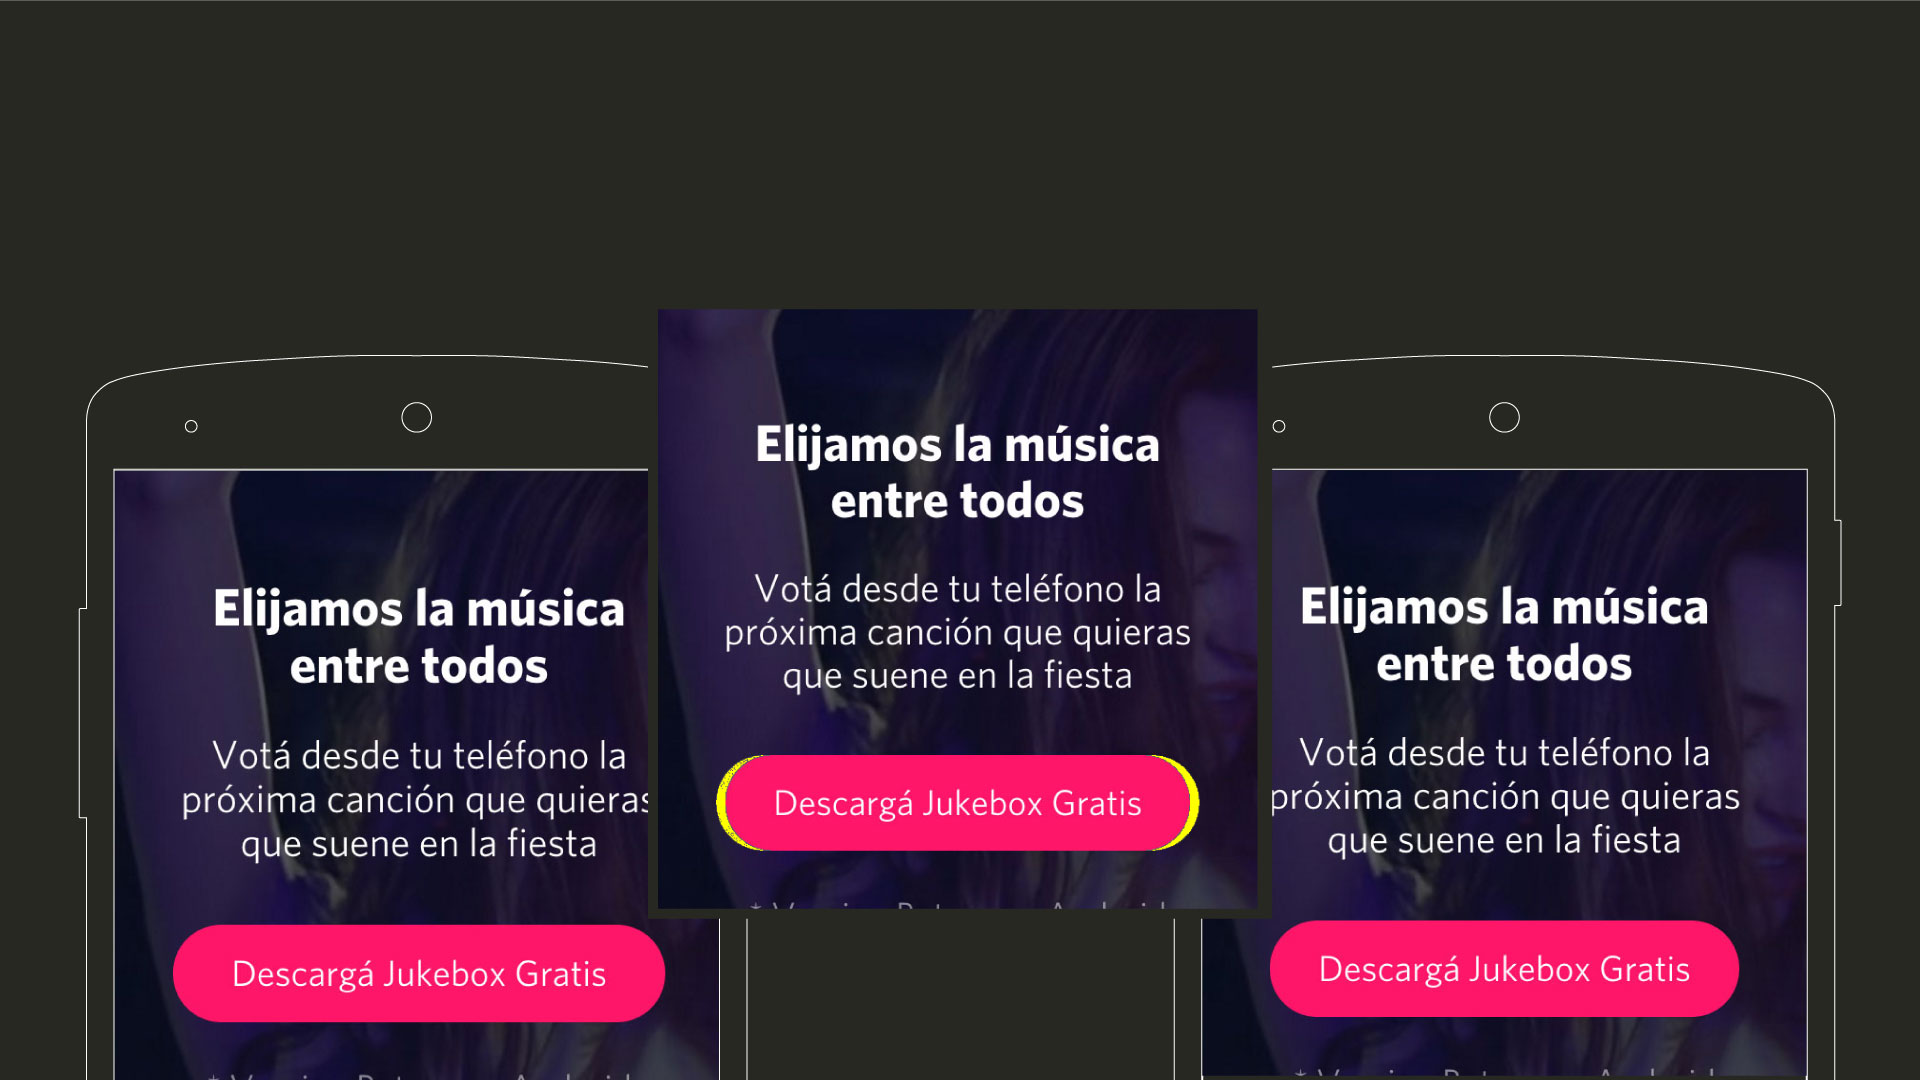 Elijamos la música
entre todos
Votá desde tu teléfono la
próxima canción que quieras
que suene en la fiesta
Descargá Jukebox Gratis
Elijamos la música
entre todos
Votá desde tu teléfono la
próxima canción que quieras
que suene en la fiesta
Descargá Jukebox Gratis
Elijamos la música
entre todos
Votá desde tu teléfono la
próxima canción que quieras
que suene en la fiesta
Descargá Jukebox Gratis